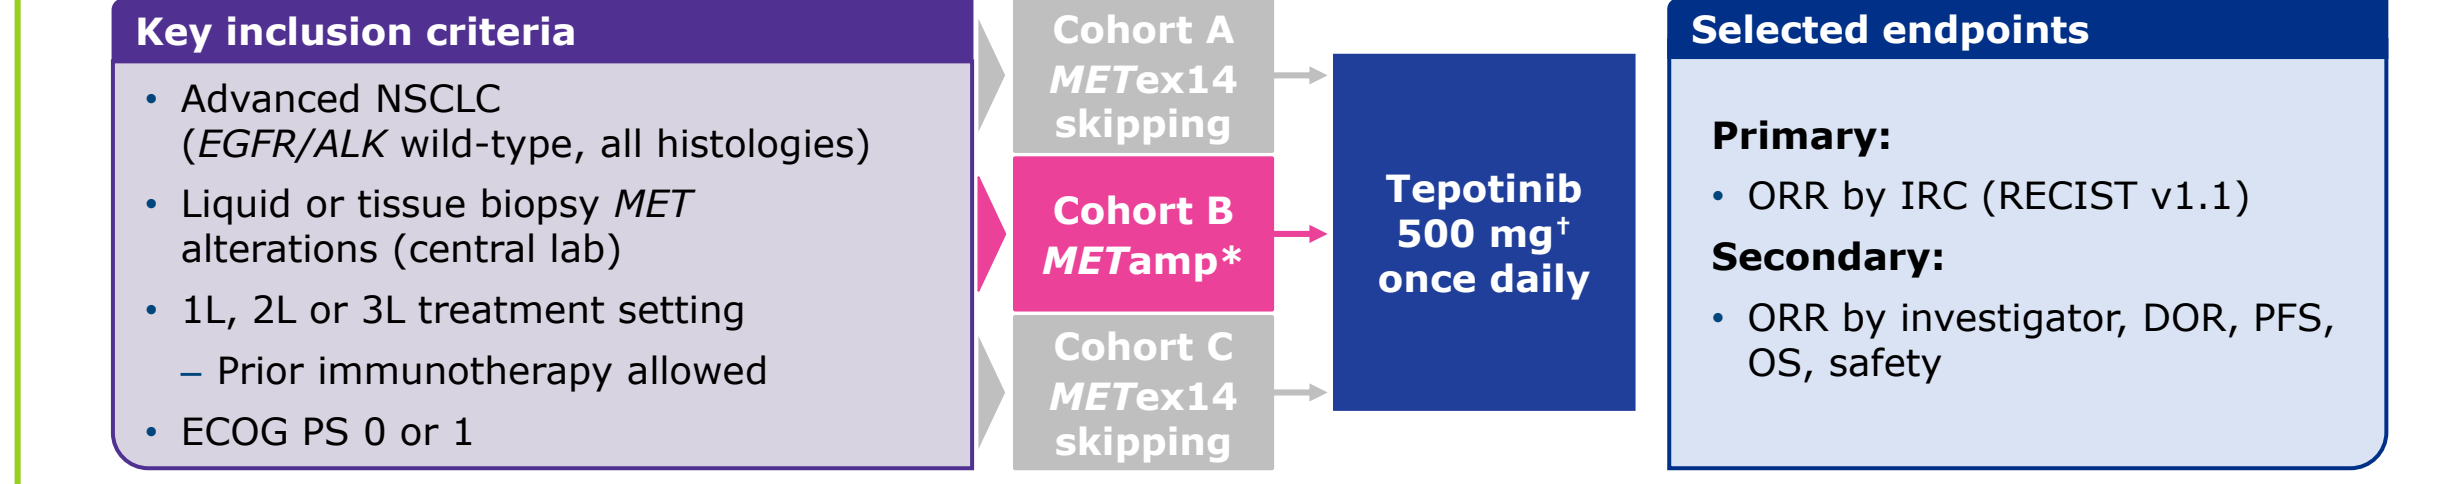 Key inclusion criteria
• Advanced NSCLC
(EGFR/ALK wild-type, all histologies)
• Liquid or tissue biopsy MET
alterations (central lab)
• 1L, 2L or 3L treatment setting
– Prior immunotherapy allowed
• ECOG PS 0 or 1
Cohort A
METex14
skipping
Cohort B
METamp*
Cohort C
METex14
skipping
Tepotinib
500 mg†
once daily
Selected endpoints
Primary:
• ORR by IRC (RECIST v1.1)
Secondary:
• ORR by investigator, DOR, PFS,
OS, safety